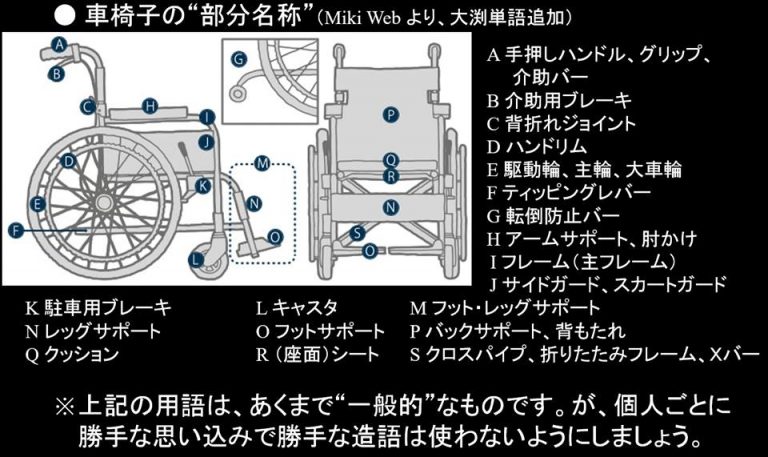 ● 車椅子の“部分名称”（Miki Web より、大渕単語追加）
A 手押しハンドル、グリップ、
介助バー
B 介助用ブレーキ
C 背折れジョイント
D ハンドリム
E 駆動輪、主輪、大車輪
F ティッピングレバー
G 転倒防止バー
H アームサポート、肘かけ
I フレーム（主フレーム）
J サイドガード、スカートガード
A
B
C
H
I
J
D
M
K
N
E
F
O
L
G
P
Q
R
N
S
O
K 駐車用ブレーキ L キャスタ M フット・レッグサポート
N レッグサポート O フットサポート P バックサポート、背もたれ
Q クッション R （座面）シート S クロスパイプ、折りたたみフレーム、Xバー
※上記の用語は、あくまで“一般的”なものです。が、個人ごとに
勝手な思い込みで勝手な造語は使わないようにしましょう。